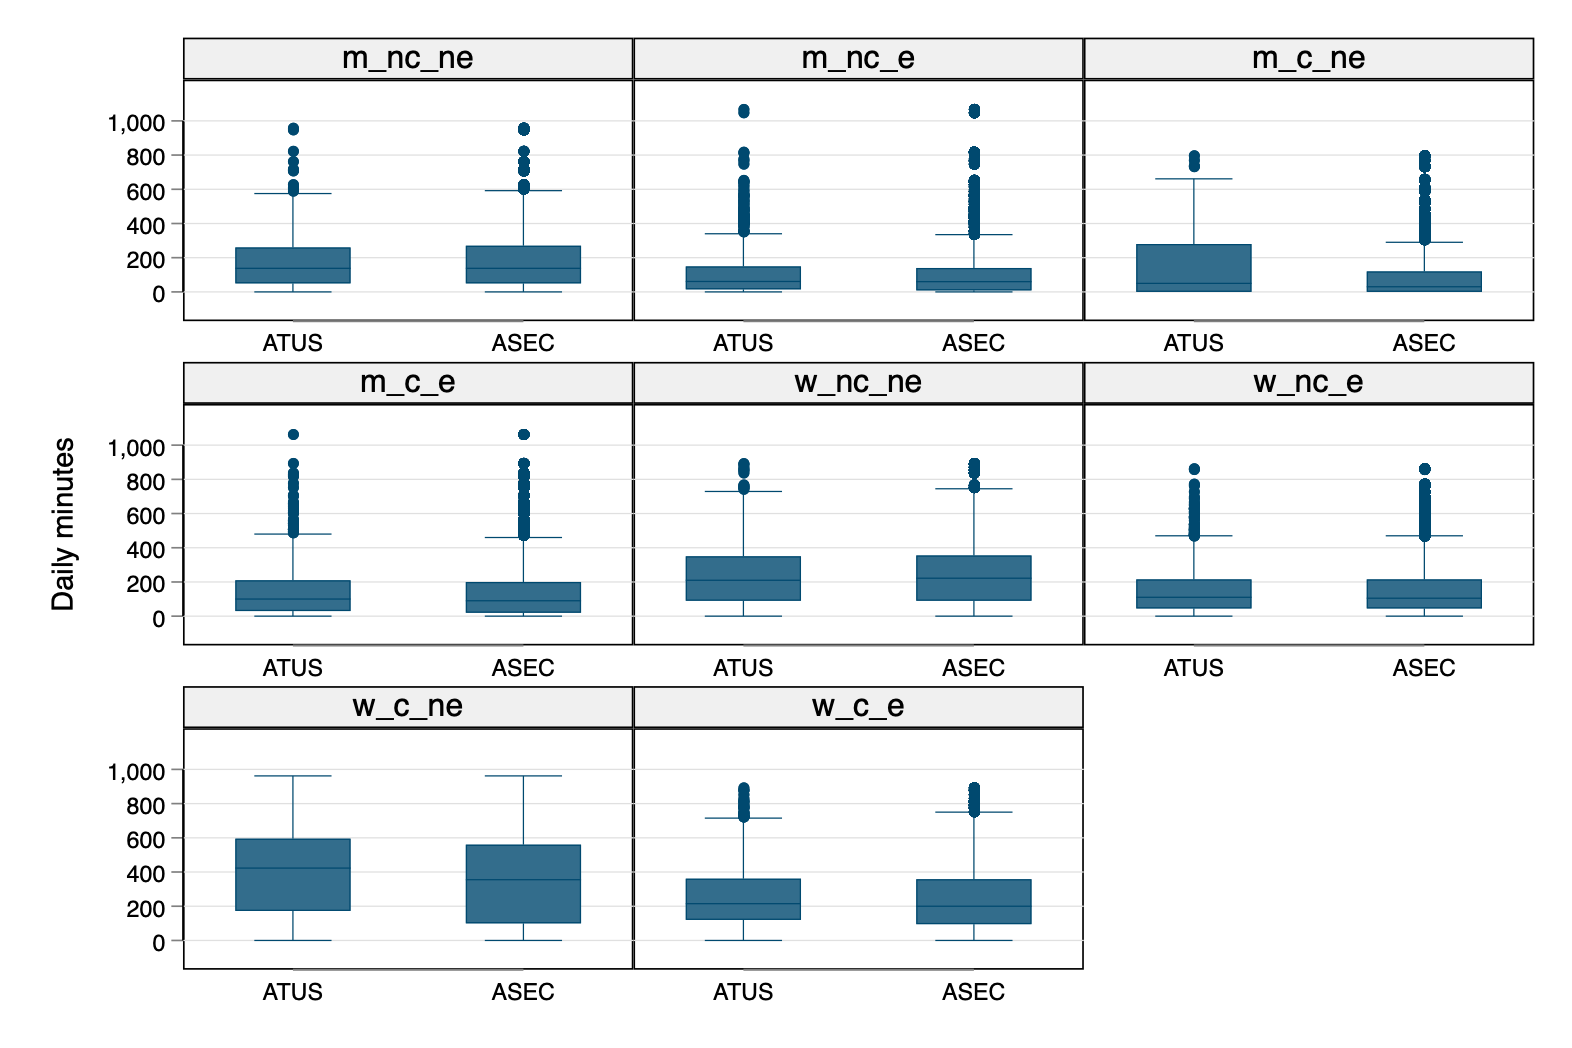 m_nc_ne m_nc_e m_c_ne
1,000
800
600
400
200
0
ATUS ASEC ATUS ASEC ATUS ASEC
m_c_e w_nc_ne w_nc_e
Daily minutes
1,000
800
600
400
200
0
ATUS ASEC ATUS ASEC ATUS ASEC
w_c_ne w_c_e
1,000
800
600
400
200
0
ATUS ASEC ATUS ASEC